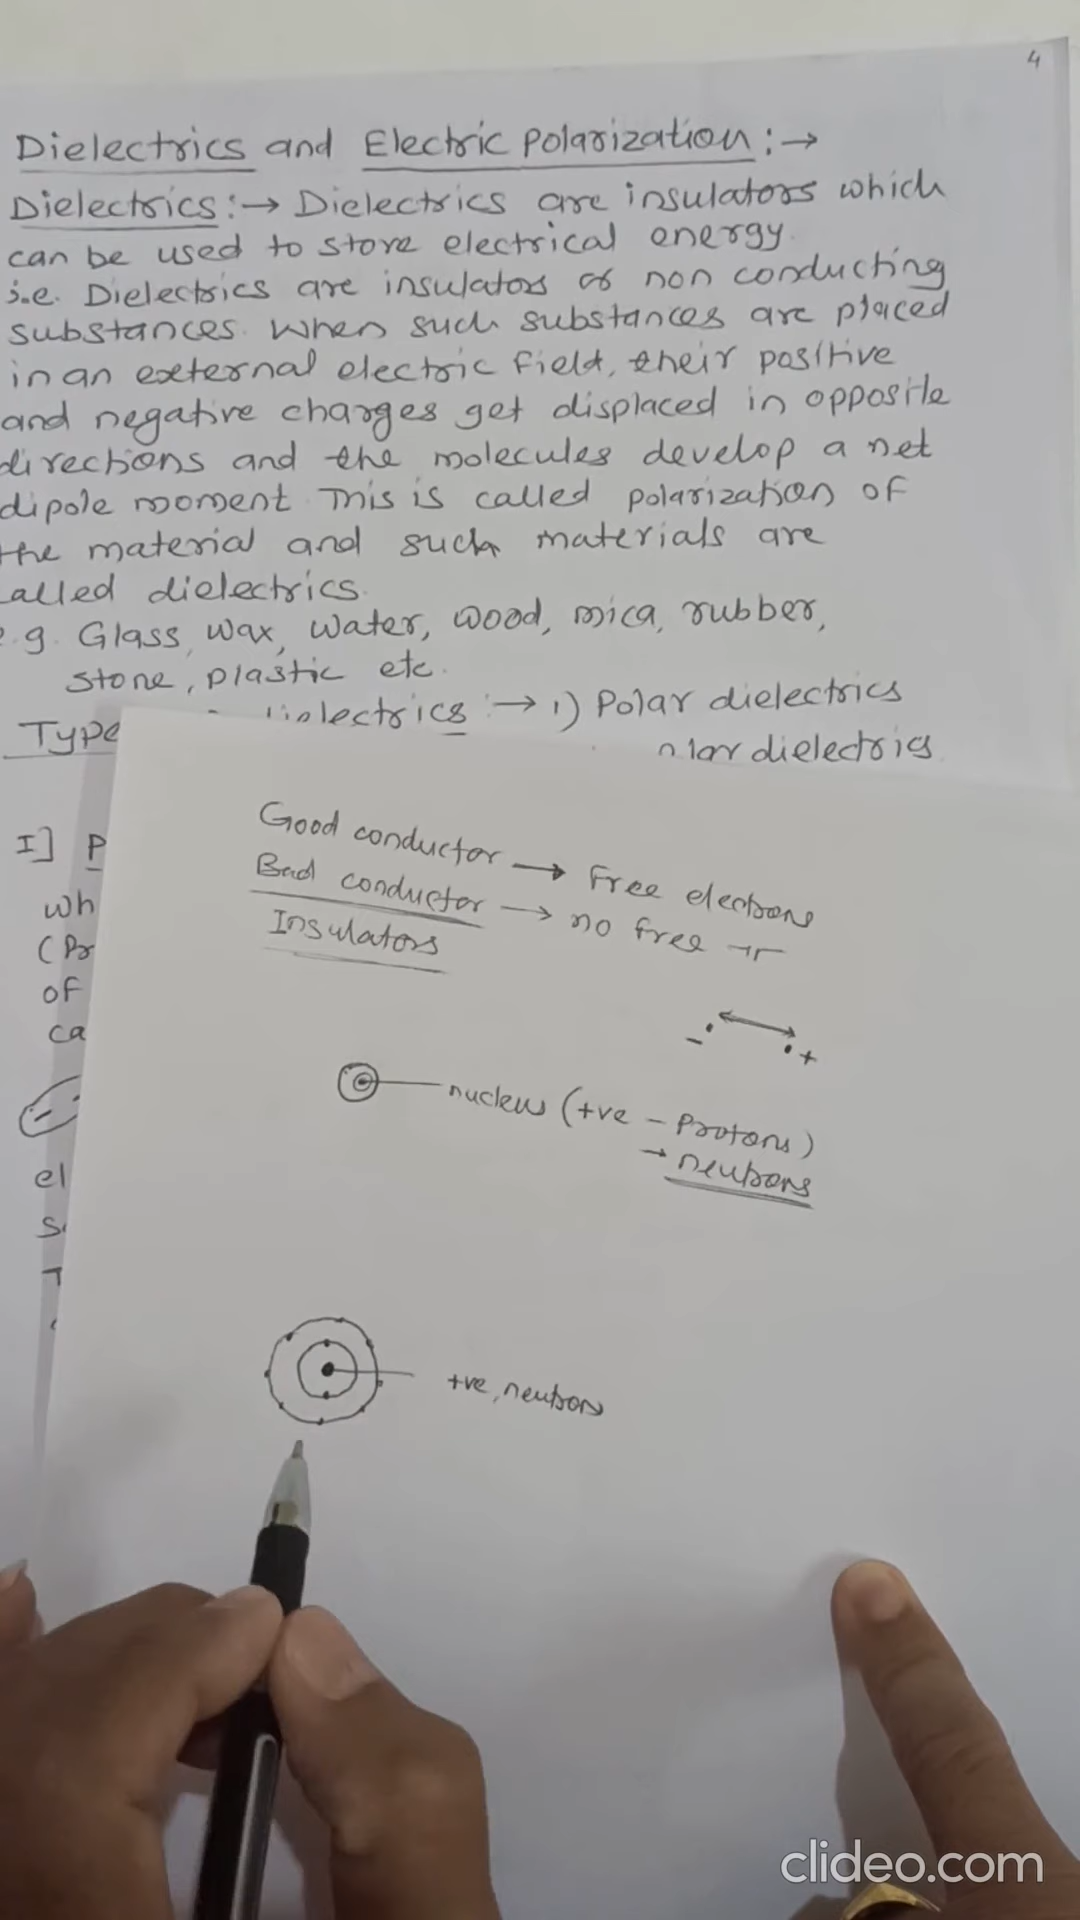 4
Dielectrics and Electric Polarization:→
Dielectrics:→ Dielectrics are insulators which
can be used to store electrical energy.
i.e. Dielectrics are insulators or non conducting
substances. When such substances are placed
in an external electric field, their positive
and negative charges get displaced in opposite
directions and the molecules develop a net
dipole moment This is called polarization of
the material and such materials are
called dielectrics.
e.g. Glass, wax, water, wood, mica, rubber,
stone, plastic etc.
Type dielectrics :→ 1) Polar dielectrics
lar dielectrics
I] P
wh
(Pr
of
ca
el
Good conductor → Free electrons
Bad conductor → no free
Insulators
- +
nucleus (+ve - Protons)
→ neutrons
+ve, neutrons
clideo.com